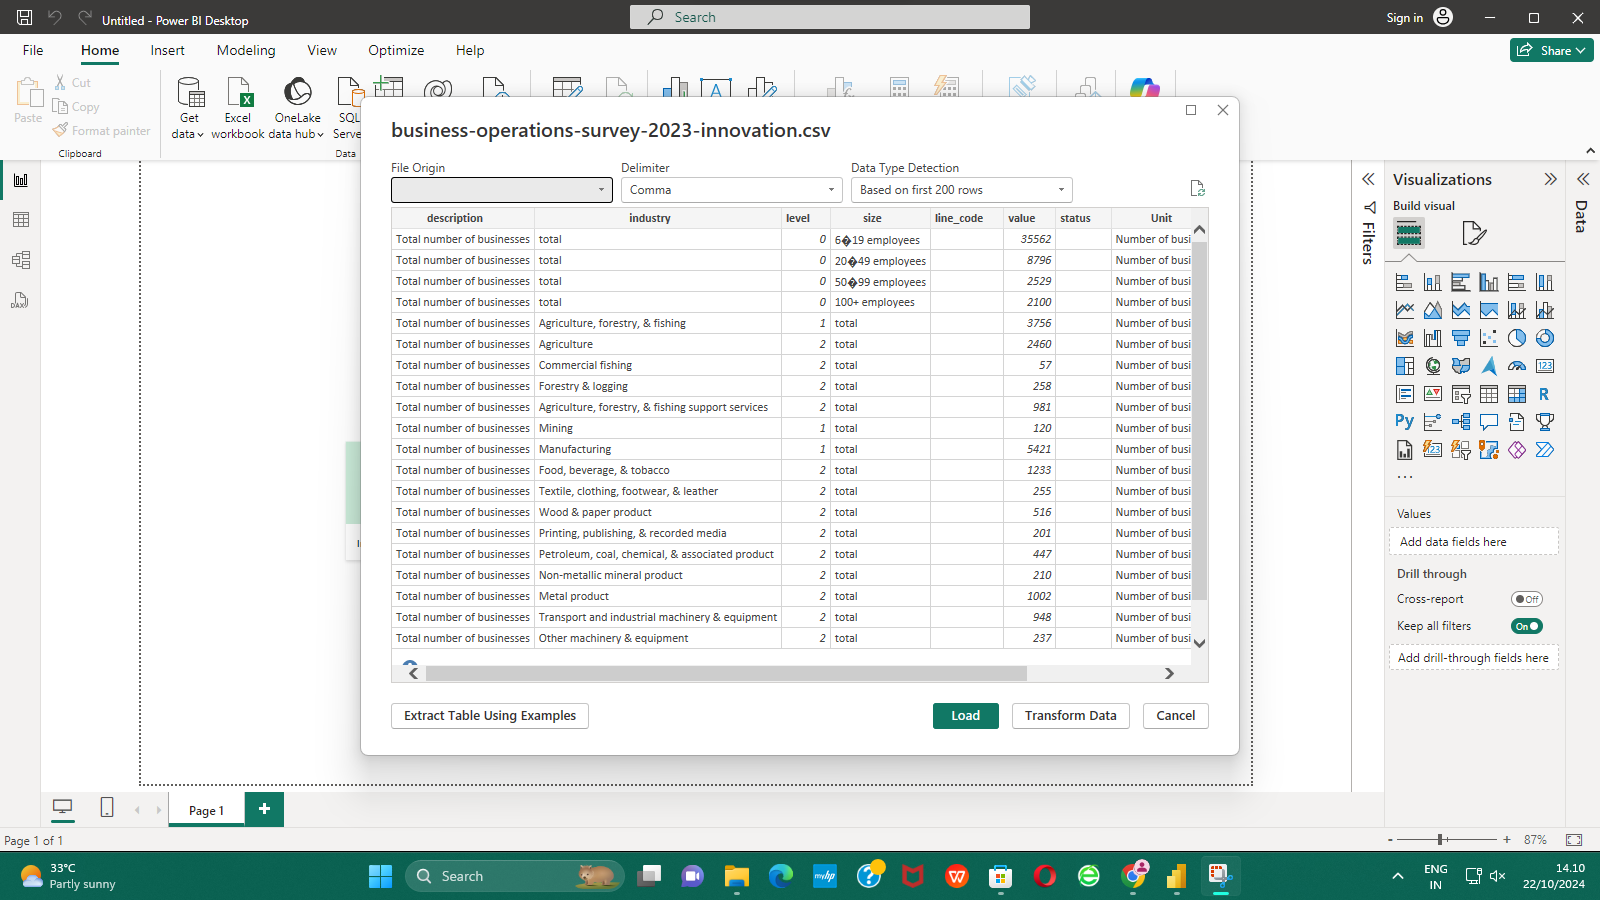 Untitled - Power BI Desktop
Search
Sign in
File
Home
Insert
Modeling
View
Optimize
Help
Share
Paste
Cut
Copy
Format painter
Clipboard
Get data
Excel workbook
OneLake data hub
SQL Serve
Data
business-operations-survey-2023-innovation.csv
File Origin
Delimiter
Data Type Detection
Comma
Based on first 200 rows
description industry level size line_code value status Unit
Total number of businesses total 0 6�19 employees 35562 Number of busi
Total number of businesses total 0 20�49 employees 8796 Number of busi
Total number of businesses total 0 50�99 employees 2529 Number of busi
Total number of businesses total 0 100+ employees 2100 Number of busi
Total number of businesses Agriculture, forestry, & fishing 1 total 3756 Number of busi
Total number of businesses Agriculture 2 total 2460 Number of busi
Total number of businesses Commercial fishing 2 total 57 Number of busi
Total number of businesses Forestry & logging 2 total 258 Number of busi
Total number of businesses Agriculture, forestry, & fishing support services 2 total 981 Number of busi
Total number of businesses Mining 1 total 120 Number of busi
Total number of businesses Manufacturing 1 total 5421 Number of busi
Total number of businesses Food, beverage, & tobacco 2 total 1233 Number of busi
Total number of businesses Textile, clothing, footwear, & leather 2 total 255 Number of busi
Total number of businesses Wood & paper product 2 total 516 Number of busi
Total number of businesses Printing, publishing, & recorded media 2 total 201 Number of busi
Total number of businesses Petroleum, coal, chemical, & associated product 2 total 447 Number of busi
Total number of businesses Non-metallic mineral product 2 total 210 Number of busi
Total number of businesses Metal product 2 total 1002 Number of busi
Total number of businesses Transport and industrial machinery & equipment 2 total 948 Number of busi
Total number of businesses Other machinery & equipment 2 total 237 Number of busi
Extract Table Using Examples
Load
Transform Data
Cancel
Filters
Visualizations
Build visual
123
R
Py
123
...
Values
Add data fields here
Drill through
Cross-report
Off
Keep all filters
On
Add drill-through fields here
Data
DAX
Page 1
+
Page 1 of 1
- + 87%
33°C
Partly sunny
Search
myhp
ENG
IN
14.10
22/10/2024